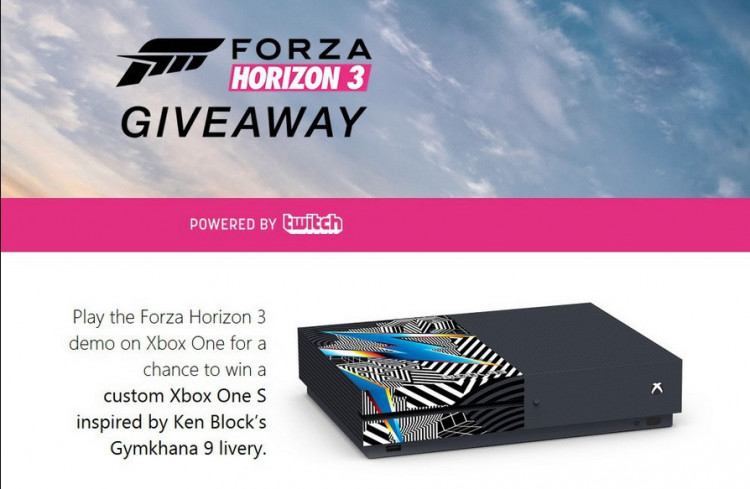 FORZA
HORIZON 3
GIVEAWAY
POWERED BY twitch
Play the Forza Horizon 3
demo on Xbox One for a
chance to win a
custom Xbox One S
inspired by Ken Block's
Gymkhana 9 livery.